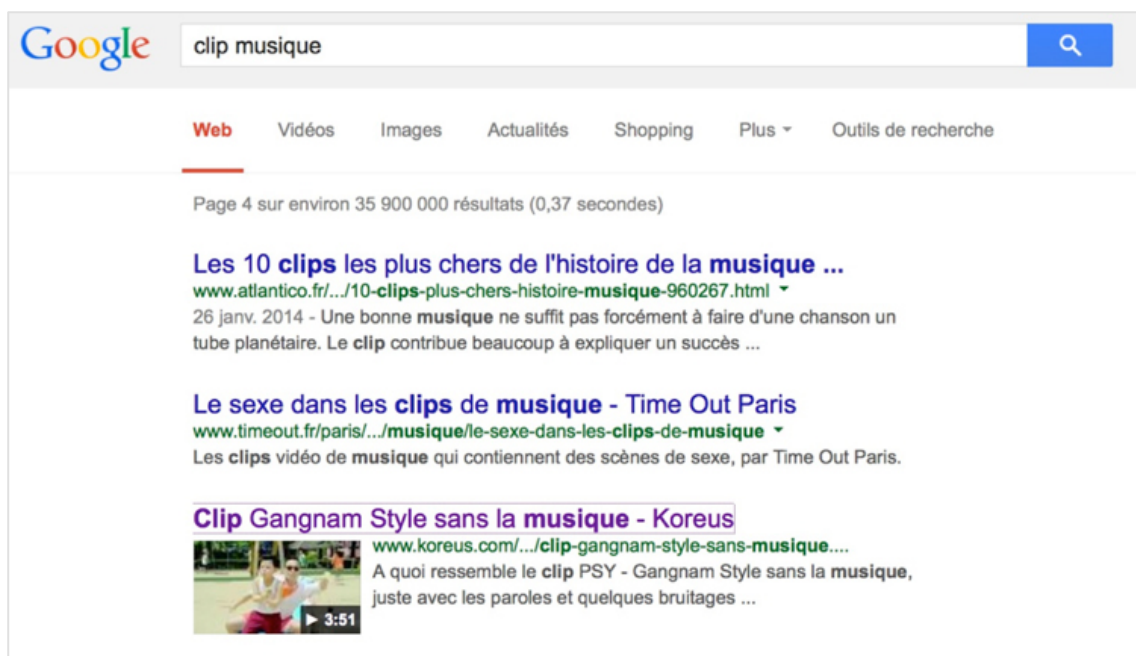 Google
clip musique
Web Vidéos Images Actualités Shopping Plus Outils de recherche
Page 4 sur environ 35 900 000 résultats (0,37 secondes)
Les 10 clips les plus chers de l'histoire de la musique ...
www.atlantico.fr/.../10-clips-plus-chers-histoire-musique-960267.html
26 janv. 2014 - Une bonne musique ne suffit pas forcément à faire d'une chanson un
tube planétaire. Le clip contribue beaucoup à expliquer un succès ...
Le sexe dans les clips de musique - Time Out Paris
www.timeout.fr/paris/.../musique/le-sexe-dans-les-clips-de-musique
Les clips vidéo de musique qui contiennent des scènes de sexe, par Time Out Paris.
Clip Gangnam Style sans la musique - Koreus
www.koreus.com/.../clip-gangnam-style-sans-musique....
A quoi ressemble le clip PSY - Gangnam Style sans la musique,
juste avec les paroles et quelques bruitages ...
3:51